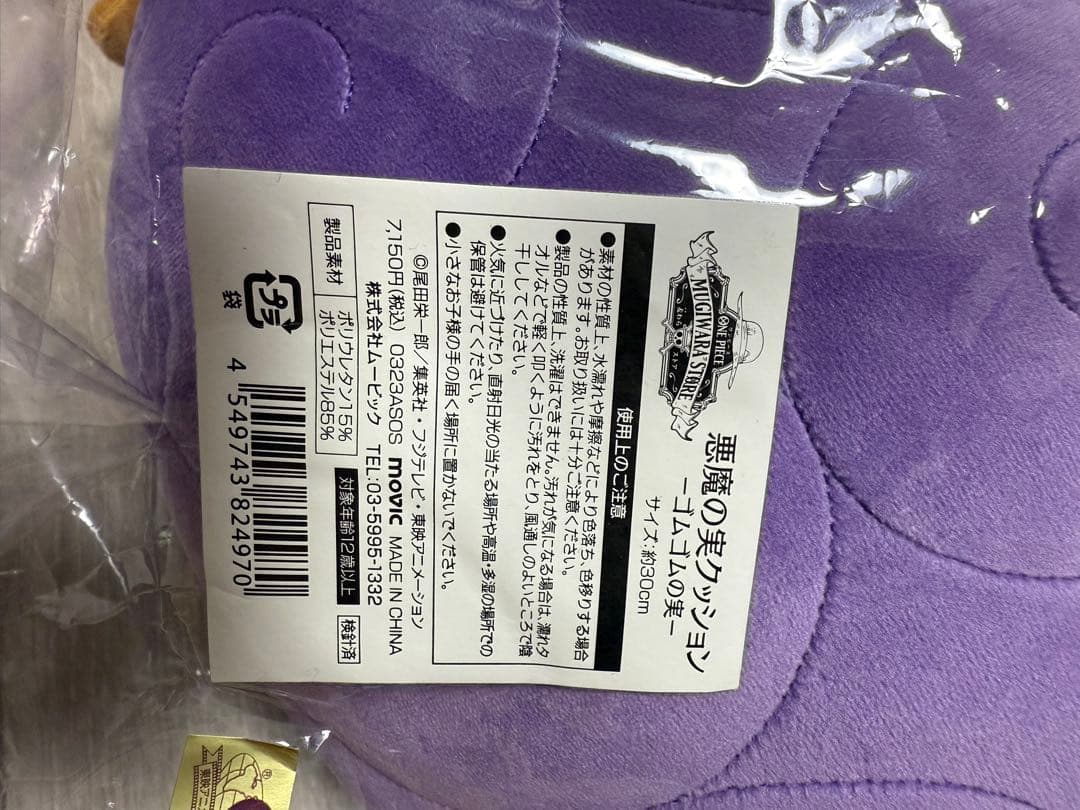 ONE PIECE
MUGIWARA STORE
むぎわら ストア
悪魔の実クッション
ーゴムゴムの実ー
サイズ:約30cm
使用上のご注意
●素材の性質上、水濡れや摩擦などにより色落ち、色移りする場合
があります。お取り扱いには十分ご注意ください。
●製品の性質上、洗濯はできません。汚れが気になる場合は、濡れタ
オルなどで軽く叩くように汚れをとり、風通しのよいところで陰
干ししてください。
●火気に近づけたり、直射日光の当たる場所や高温・多湿の場所での
保管は避けてください。
●小さなお子様の手の届く場所に置かないでください。
©尾田栄一郎／集英社・フジテレビ・東映アニメーション
7,150円(税込) 0323ASOS movic MADE IN CHINA
株式会社ムービック TEL:03-5995-1332
製品素材
ポリウレタン15%
ポリエステル85%
対象年齢12歳以上
検針済
プラ
袋
4 549743 824970
東映アニ